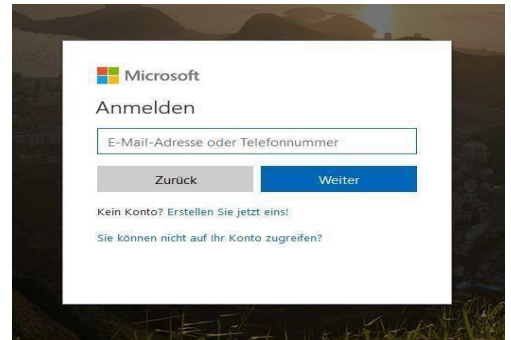 Microsoft
Anmelden
E-Mail-Adresse oder Telefonnummer
Zurück
Weiter
Kein Konto? Erstellen Sie jetzt eins!
Sie können nicht auf Ihr Konto zugreifen?